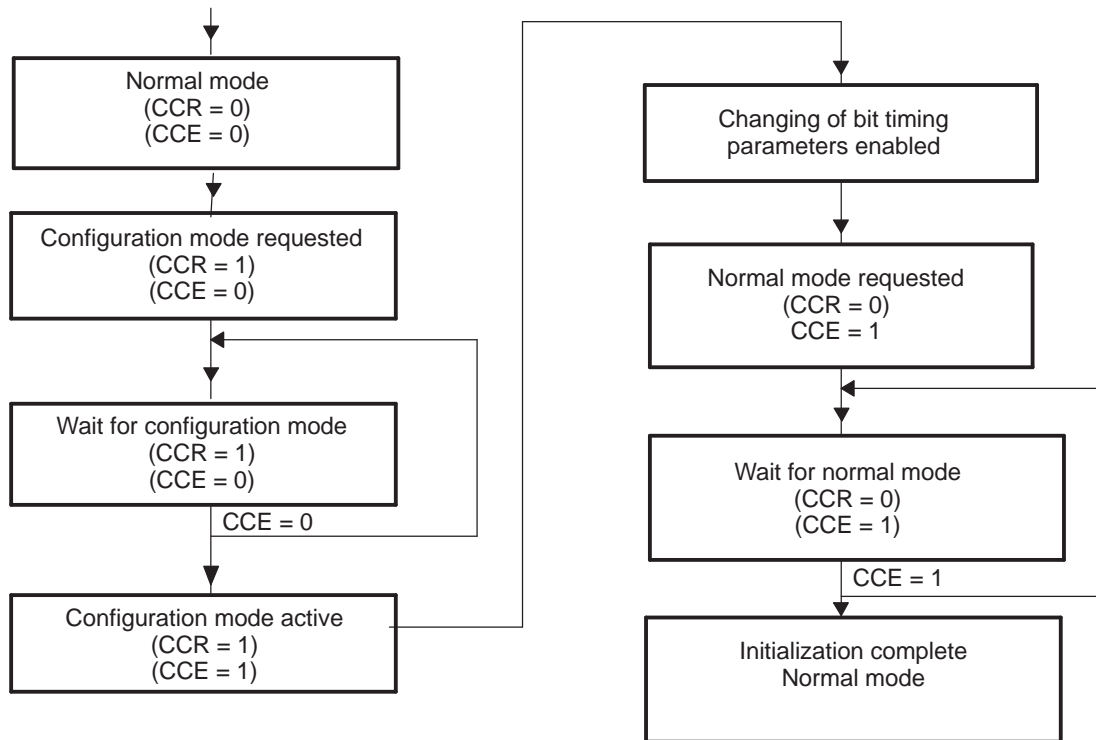 Normal mode
(CCR = 0)
(CCE = 0)
Configuration mode requested
(CCR = 1)
(CCE = 0)
Wait for configuration mode
(CCR = 1)
(CCE = 0)
CCE = 0
Configuration mode active
(CCR = 1)
(CCE = 1)
Changing of bit timing
parameters enabled
Normal mode requested
(CCR = 0)
CCE = 1
Wait for normal mode
(CCR = 0)
(CCE = 1)
CCE = 1
Initialization complete
Normal mode